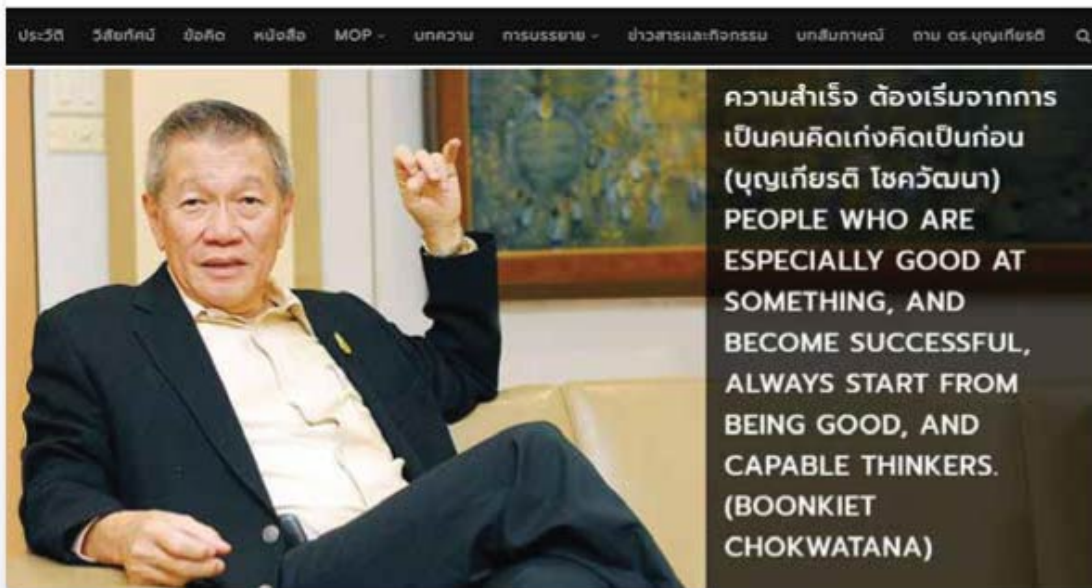 ประวัติ วิสัยทัศน์ ข้อคิด หนังสือ MOP บทความ การบรรยาย ข่าวสารและกิจกรรม บทสัมภาษณ์ ถาม ดร.บุญเกียรติ
ความสำเร็จ ต้องเริ่มจากการ
เป็นคนคิดเก่งคิดเป็นก่อน
(บุญเกียรติ โชควัฒนา)
PEOPLE WHO ARE
ESPECIALLY GOOD AT
SOMETHING, AND
BECOME SUCCESSFUL,
ALWAYS START FROM
BEING GOOD, AND
CAPABLE THINKERS.
(BOONKIET
CHOKWATANA)